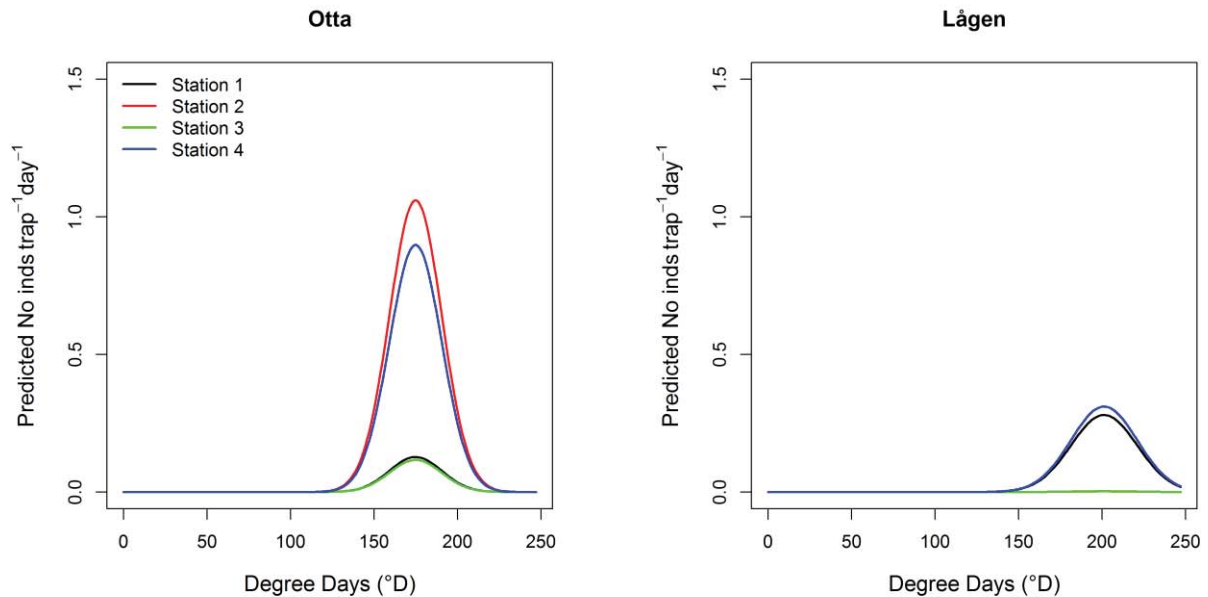 Otta
Lågen
Station 1
Station 2
Station 3
Station 4
Predicted No inds trap⁻¹day⁻¹
1.5
1.0
0.5
0.0
0 50 100 150 200 250
Degree Days (°D)
Predicted No inds trap⁻¹day⁻¹
1.5
1.0
0.5
0.0
0 50 100 150 200 250
Degree Days (°D)